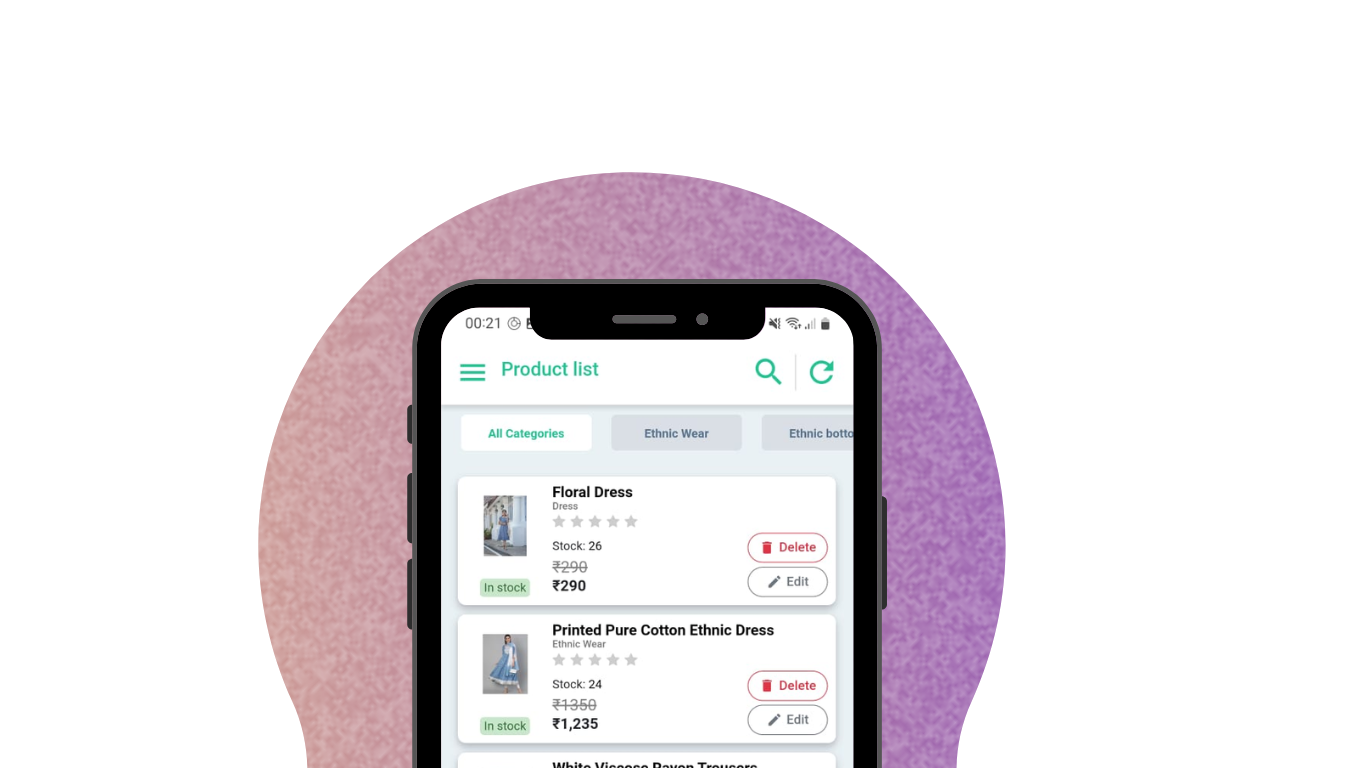 00:21
Product list
All Categories
Ethnic Wear
Ethnic botto
Floral Dress
Dress
Stock: 26
₹290
₹290
In stock
Delete
Edit
Printed Pure Cotton Ethnic Dress
Ethnic Wear
Stock: 24
₹1350
₹1,235
In stock
Delete
Edit
White Viscose Rayon Trousers